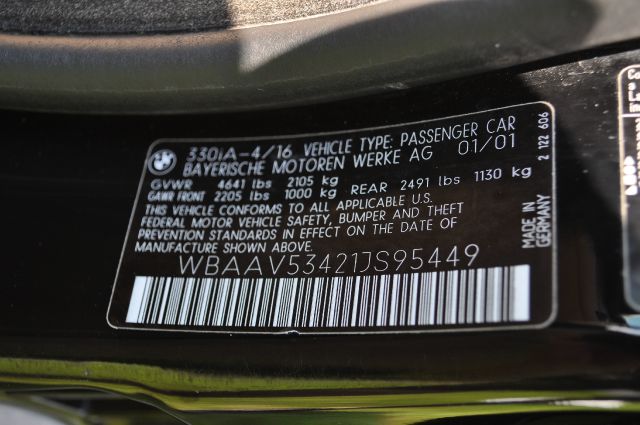 330iA-4/16 VEHICLE TYPE: PASSENGER CAR
BAYERISCHE MOTOREN WERKE AG 01/01
GVWR 4641 lbs 2105 kg
GAWR FRONT 2205 lbs 1000 kg REAR 2491 lbs 1130 kg
THIS VEHICLE CONFORMS TO ALL APPLICABLE U.S.
FEDERAL MOTOR VEHICLE SAFETY, BUMPER AND THEFT
PREVENTION STANDARDS IN EFFECT ON THE DATE OF
MANUFACTURE SHOWN ABOVE.
WBAAV53421JS95449
2 122 606
MADE IN
GERMANY